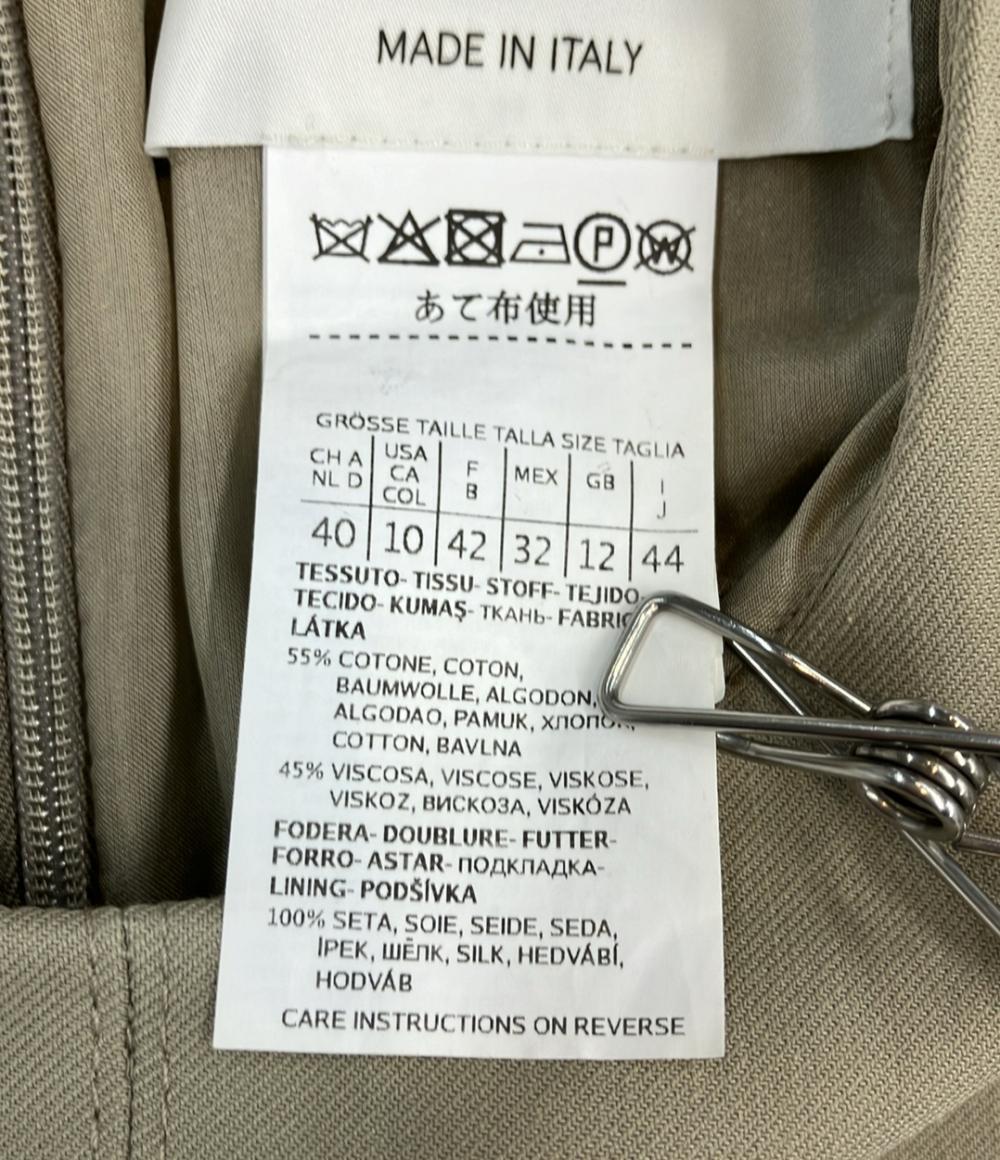 MADE IN ITALY
P W
あて布使用
GRÖSSE TAILLE TALLA SIZE TAGLIA
CH A NL D USA CA COL F B MEX GB I J
40 10 42 32 12 44
TESSUTO- TISSU- STOFF- TEJIDO-
TECIDO- KUMAŞ- ТКАНЬ- FABRIC
LÁTKA
55% COTONE, COTON,
BAUMWOLLE, ALGODON,
ALGODAO, PAMUK,
COTTON, BAVLNA
45% VISCOSA, VISCOSE, VISKOSE,
VISKOZ, ВИСКОЗА, VISKÓZA
FODERA- DOUBLURE- FUTTER-
FORRO- ASTAR- ПОДКЛАДКА-
LINING- PODŠÍVKA
100% SETA, SOIE, SEIDE, SEDA,
İPEK, ШЁЛК, SILK, HEDVÁBÍ,
HODVÁB
CARE INSTRUCTIONS ON REVERSE